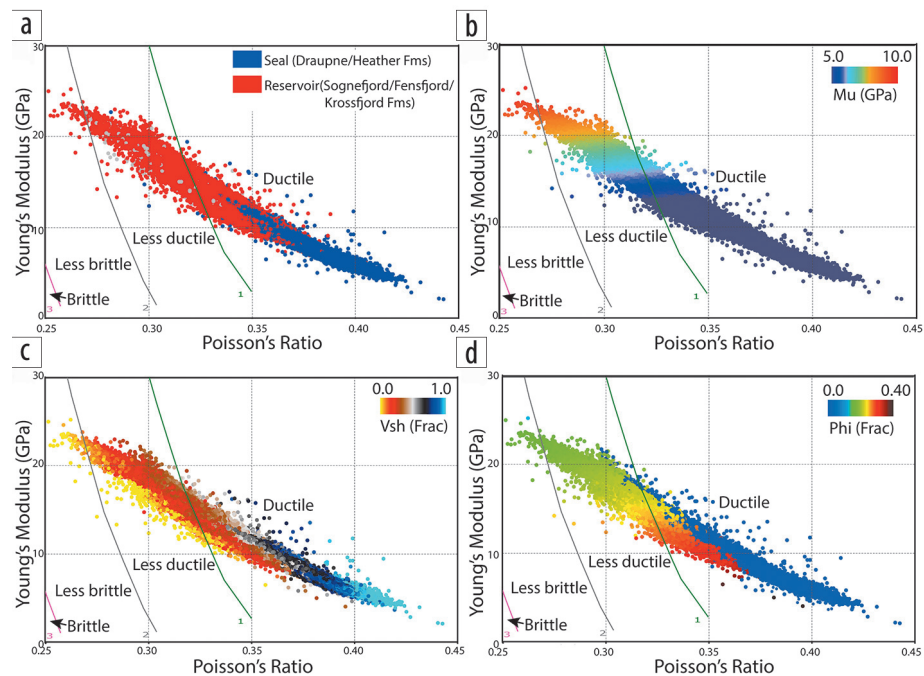 a
30
20
10
0
Young's Modulus (GPa)
Seal (Draupne/Heather Fms)
Reservoir(Sognefjord/Fensfjord/
Krossfjord Fms)
Ductile
Less ductile
Less brittle
Brittle
3
2
1
0.25
0.30
0.35
0.40
0.45
Poisson's Ratio
b
30
20
10
0
Young's Modulus (GPa)
5.0
10.0
Mu (GPa)
Ductile
Less ductile
Less brittle
Brittle
3
2
1
0.25
0.30
0.35
0.40
0.45
Poisson's Ratio
c
30
20
10
0
Young's Modulus (GPa)
0.0
1.0
Vsh (Frac)
Ductile
Less ductile
Less brittle
Brittle
3
2
1
0.25
0.30
0.35
0.40
0.45
Poisson's Ratio
d
30
20
10
0
Young's Modulus (GPa)
0.0
0.40
Phi (Frac)
Ductile
Less ductile
Less brittle
Brittle
3
2
1
0.25
0.30
0.35
0.40
0.45
Poisson's Ratio